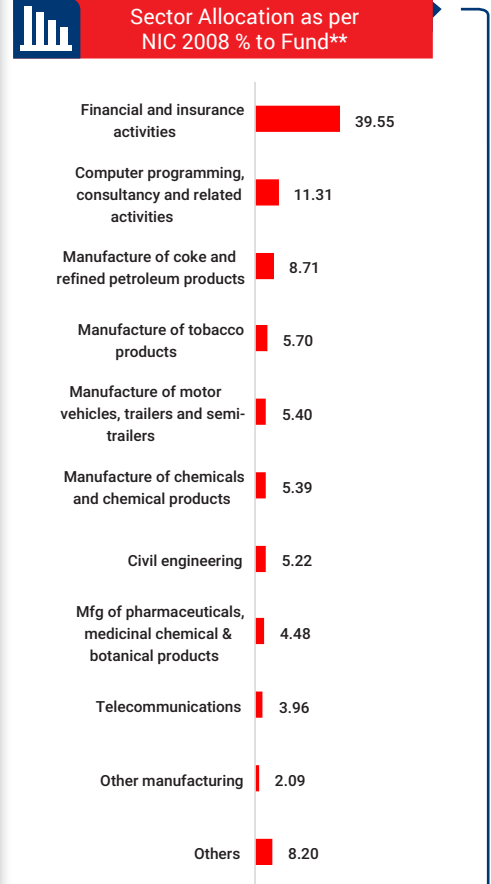 Sector Allocation as per
NIC 2008 % to Fund**
Financial and insurance
activities
39.55
Computer programming,
consultancy and related
activities
11.31
Manufacture of coke and
refined petroleum products
8.71
Manufacture of tobacco
products
5.70
Manufacture of motor
vehicles, trailers and semi-
trailers
5.40
Manufacture of chemicals
and chemical products
5.39
Civil engineering
5.22
Mfg of pharmaceuticals,
medicinal chemical &
botanical products
4.48
Telecommunications
3.96
Other manufacturing
2.09
Others
8.20